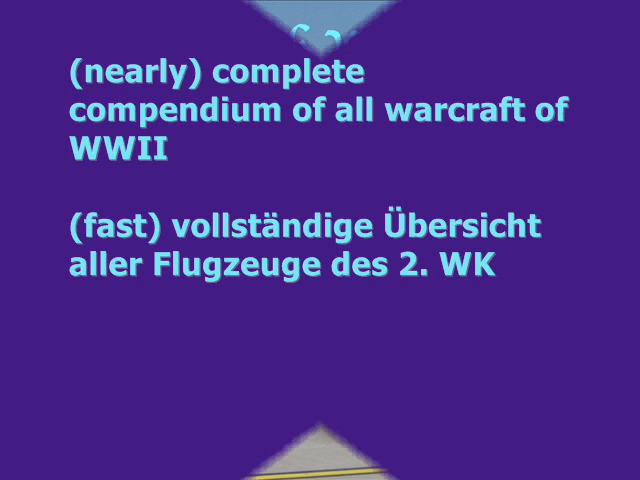 (nearly) complete
compendium of all warcraft of
WWII
(fast) vollständige Übersicht
aller Flugzeuge des 2. WK